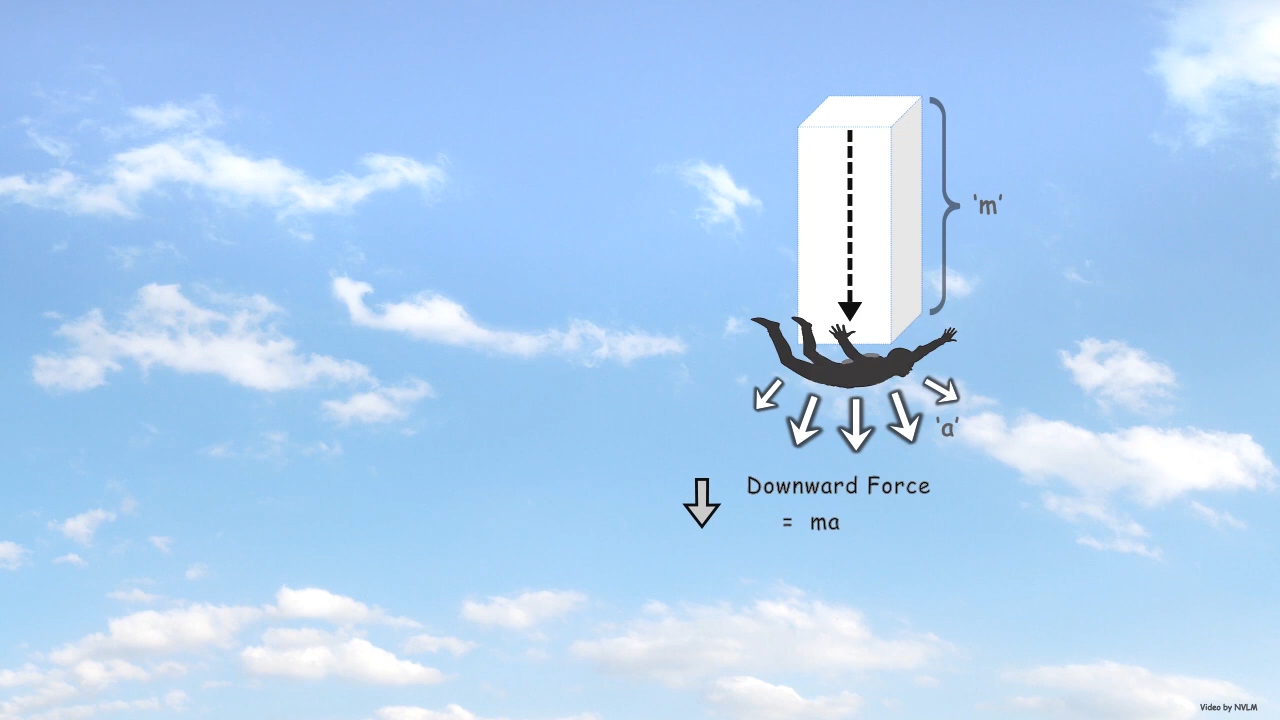 'm'
'a'
Downward Force
= ma
Video by NVLM